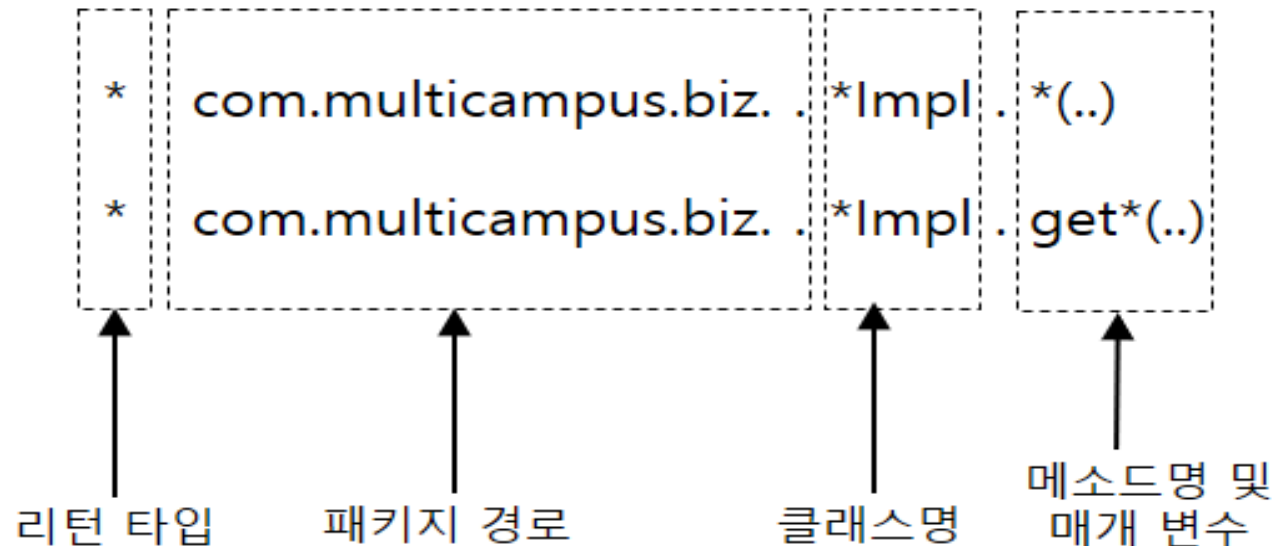 * com.multicampus.biz. . *Impl . *(..)
* com.multicampus.biz. . *Impl . get*(..)
리턴 타입 패키지 경로 클래스명 메소드명 및
매개 변수